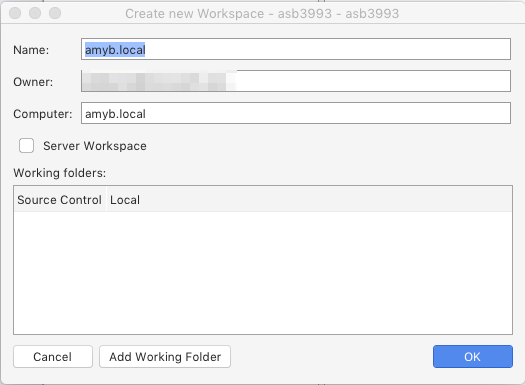 Create new Workspace - asb3993 - asb3993
Name: amyb.local
Owner:
Computer: amyb.local
Server Workspace
Working folders:
Source Control Local
Cancel Add Working Folder OK